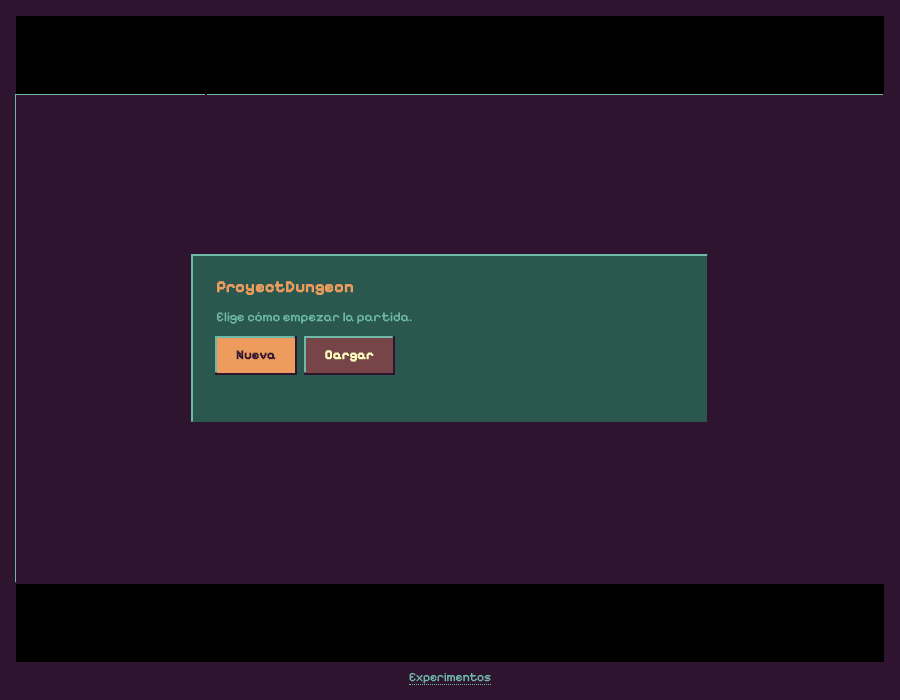 ProyectDungeon
Elige cómo empezar la partida.
Nueva
Cargar
Experimentos